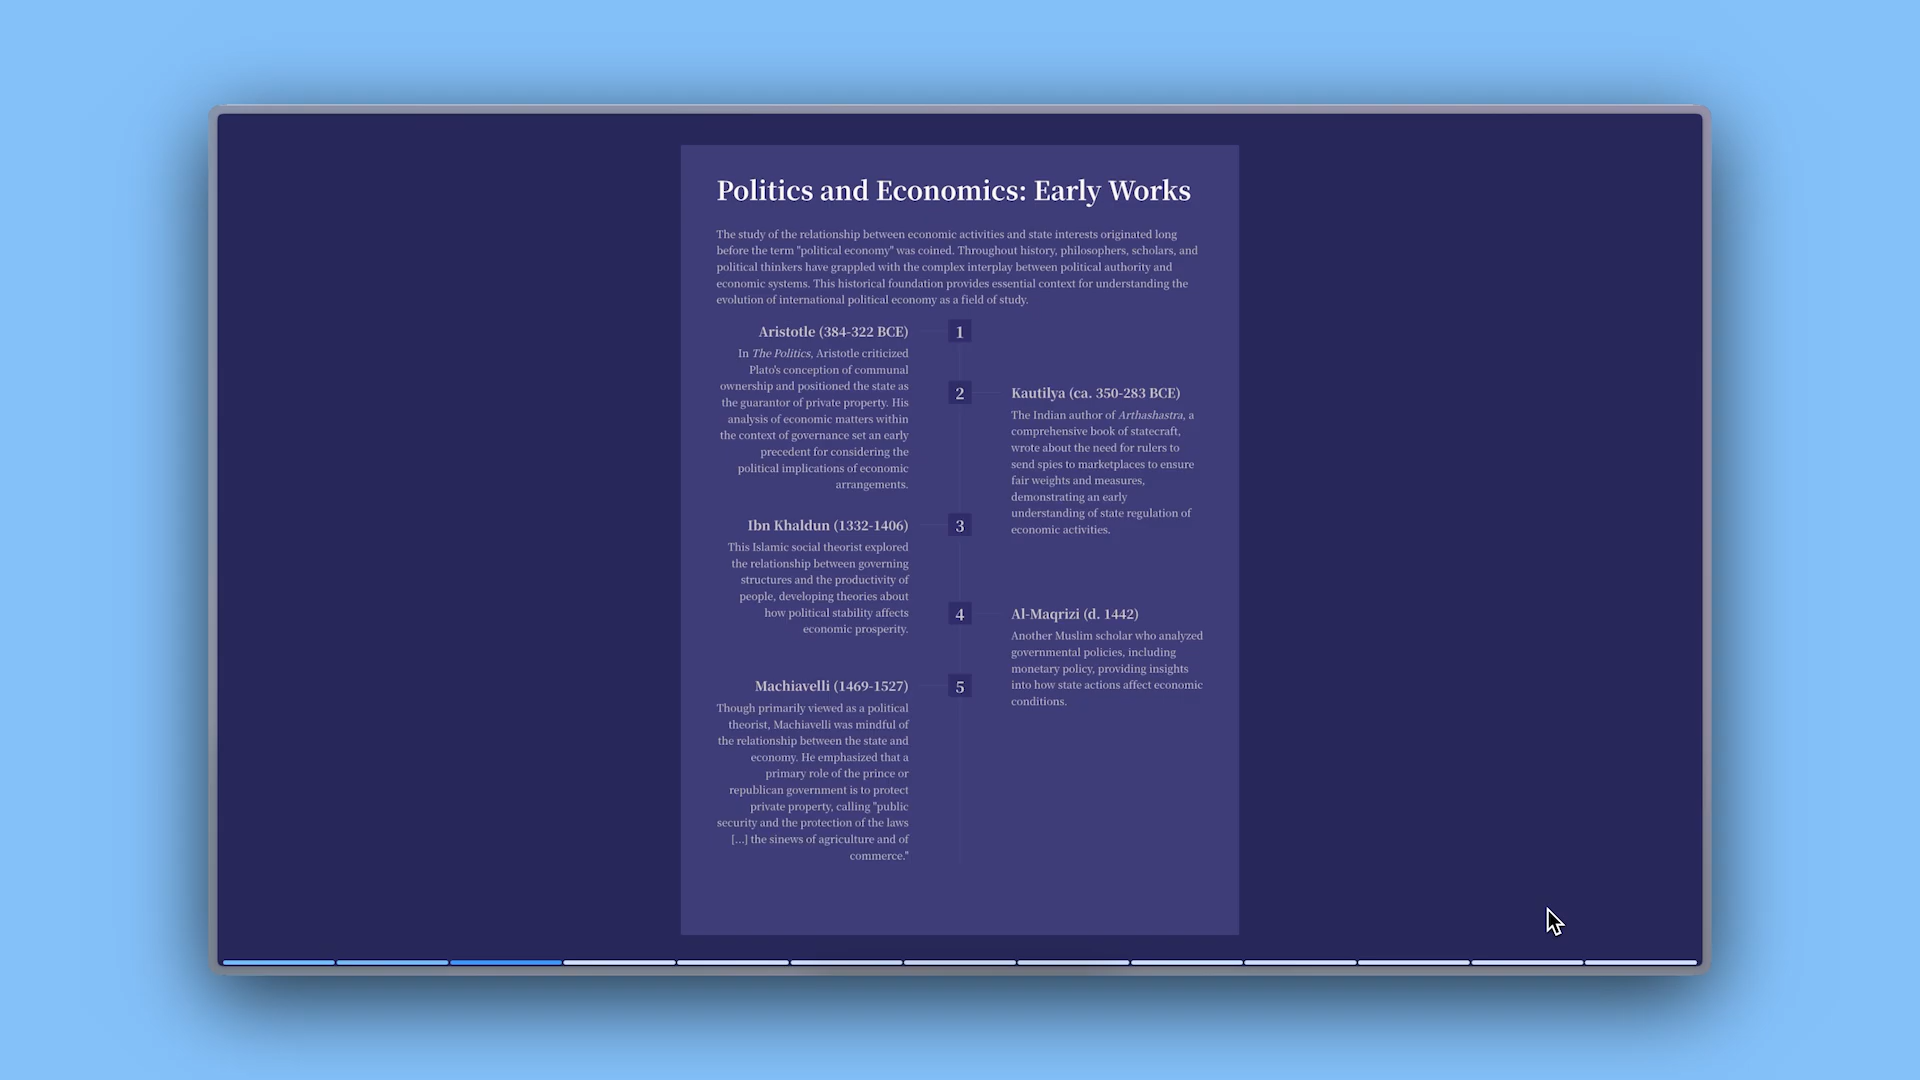 Politics and Economics: Early Works
The study of the relationship between economic activities and state interests originated long
before the term "political economy" was coined. Throughout history, philosophers, scholars, and
political thinkers have grappled with the complex interplay between political authority and
economic systems. This historical foundation provides essential context for understanding the
evolution of international political economy as a field of study.
1
Aristotle (384-322 BCE)
In The Politics, Aristotle criticized
Plato's conception of communal
ownership and positioned the state as
the guarantor of private property. His
analysis of economic matters within
the context of governance set an early
precedent for considering the
political implications of economic
arrangements.
2
Kautilya (ca. 350-283 BCE)
The Indian author of Arthashastra, a
comprehensive book of statecraft,
wrote about the need for rulers to
send spies to marketplaces to ensure
fair weights and measures,
demonstrating an early
understanding of state regulation of
economic activities.
3
Ibn Khaldun (1332-1406)
This Islamic social theorist explored
the relationship between governing
structures and the productivity of
people, developing theories about
how political stability affects
economic prosperity.
4
Al-Maqrizi (d. 1442)
Another Muslim scholar who analyzed
governmental policies, including
monetary policy, providing insights
into how state actions affect economic
conditions.
5
Machiavelli (1469-1527)
Though primarily viewed as a political
theorist, Machiavelli was mindful of
the relationship between the state and
economy. He emphasized that a
primary role of the prince or
republican government is to protect
private property, calling "public
security and the protection of the laws
[...] the sinews of agriculture and of
commerce."